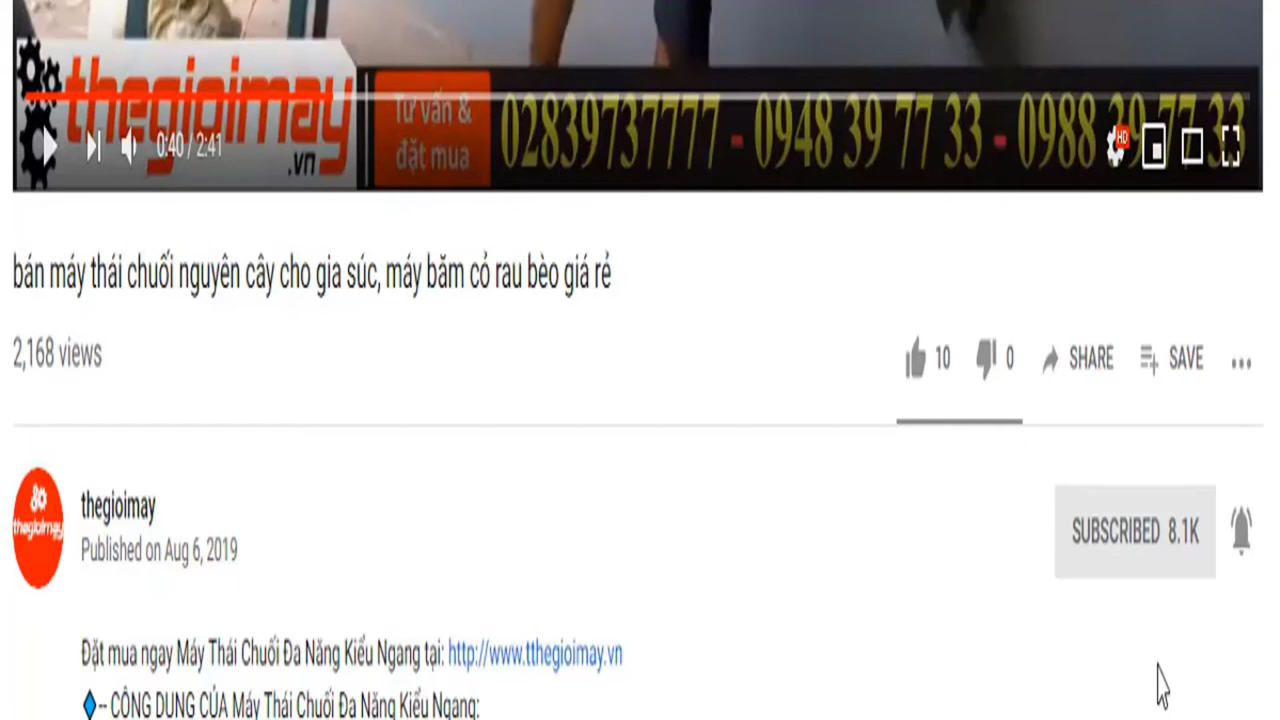 thegioimay
.vn
Tư vấn &
đặt mua
02839737777 - 0948 39 77 33 - 0988 39 77 33
0:40 / 2:41
HD
bán máy thái chuối nguyên cây cho gia súc, máy băm cỏ rau bèo giá rẻ
2,168 views
10 0 SHARE SAVE
thegioimay
thegioimay
Published on Aug 6, 2019
SUBSCRIBED 8.1K
Đặt mua ngay Máy Thái Chuối Đa Năng Kiểu Ngang tại: http://www.tthegioimay.vn
-- CÔNG DỤNG CỦA Máy Thái Chuối Đa Năng Kiểu Ngang: